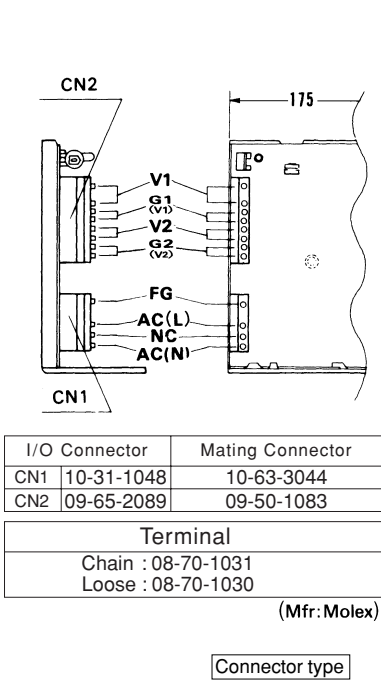 CN2
175
V1
G1
(V1)
V2
G2
(V2)
FG
AC(L)
NC
AC(N)
CN1
I/O Connector Mating Connector
CN1 10-31-1048 10-63-3044
CN2 09-65-2089 09-50-1083
Terminal
Chain : 08-70-1031
Loose : 08-70-1030
(Mfr:Molex)
Connector type